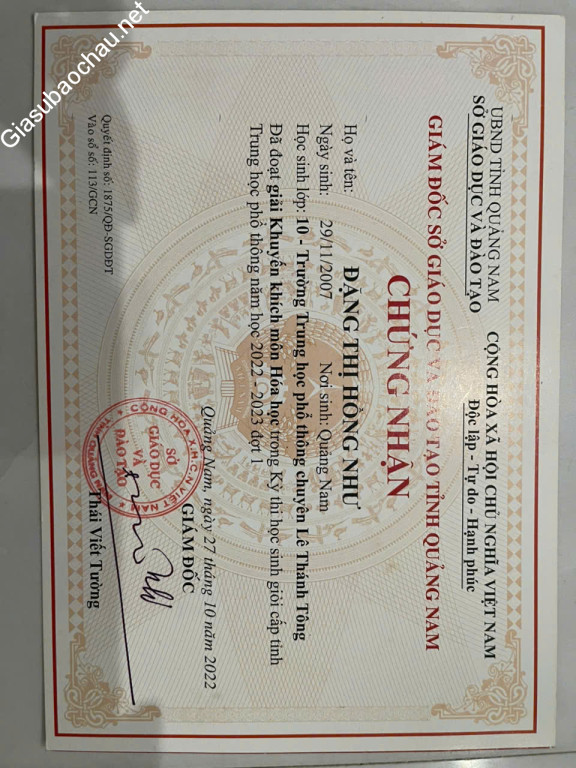 UBND TỈNH QUẢNG NAM
SỞ GIÁO DỤC VÀ ĐÀO TẠO
CỘNG HÒA XÃ HỘI CHỦ NGHĨA VIỆT NAM
Độc lập - Tự do - Hạnh phúc
GIÁM ĐỐC SỞ GIÁO DỤC VÀ ĐÀO TẠO TỈNH QUẢNG NAM
CHỨNG NHẬN
Họ và tên: ĐẶNG THỊ HỒNG NHƯ
Ngày sinh: 29/11/2007 Nơi sinh: Quảng Nam
Học sinh lớp: 10 - Trường Trung học phổ thông chuyên Lê Thánh Tông
Đã đoạt giải Khuyến khích môn Hóa học trong Kỳ thi học sinh giỏi cấp tỉnh
Trung học phổ thông năm học 2022 - 2023 đợt 1
Quảng Nam, ngày 27 tháng 10 năm 2022
GIÁM ĐỐC
CỘNG HÒA X.H.C.N VIỆT NAM
SỞ
GIÁO DỤC
VÀ
ĐÀO TẠO
Thái Viết Tường
Quyết định số: 1875/QĐ-SGDĐT
Vào sổ số: 113/GCN
Giasubaochau.net